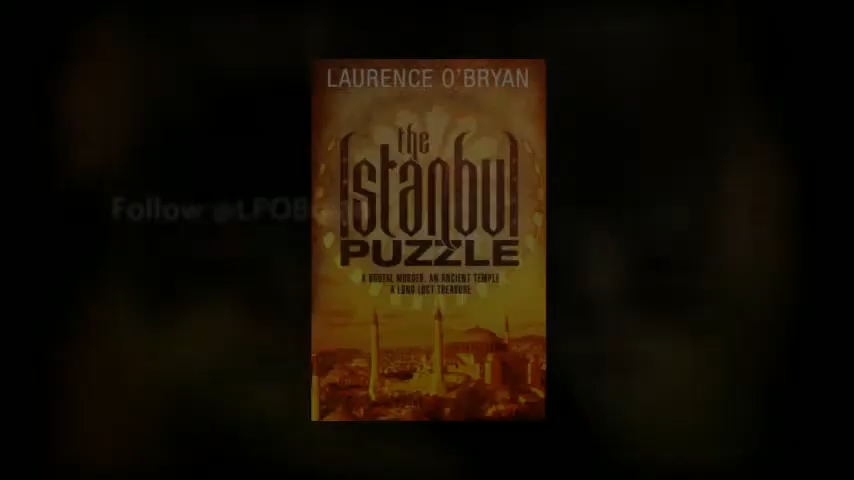 LAURENCE O'BRYAN
the
Istanbul
PUZZLE
A BRUTAL MURDER. AN ANCIENT TEMPLE
A LONG LOST TREASURE
Follow